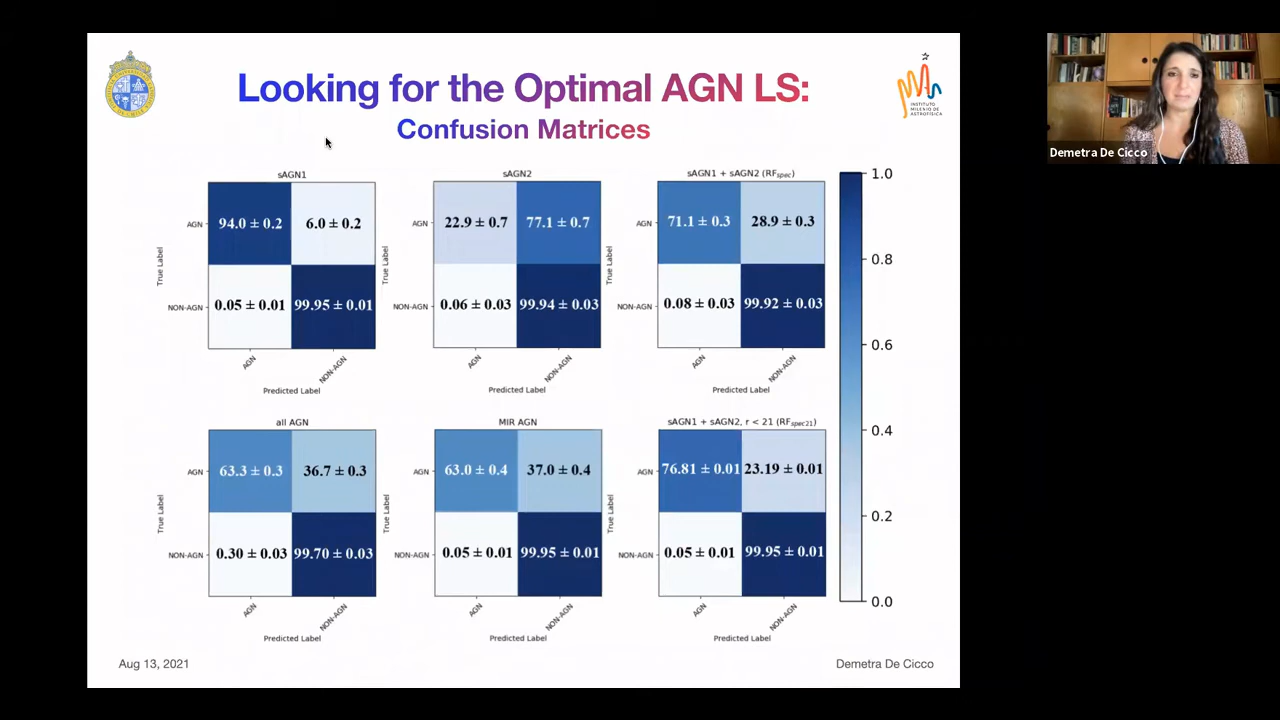 Looking for the Optimal AGN LS:
Confusion Matrices
INSTITUTO
MILENIO DE
ASTROFÍSICA
Demetra De Cicco
sAGN1
True Label
AGN
NON-AGN
94.0 ± 0.2 6.0 ± 0.2
0.05 ± 0.01 99.95 ± 0.01
AGN
NON-AGN
Predicted Label
sAGN2
True Label
AGN
NON-AGN
22.9 ± 0.7 77.1 ± 0.7
0.06 ± 0.03 99.94 ± 0.03
AGN
NON-AGN
Predicted Label
sAGN1 + sAGN2 (RFspec)
True Label
AGN
NON-AGN
71.1 ± 0.3 28.9 ± 0.3
0.08 ± 0.03 99.92 ± 0.03
AGN
NON-AGN
Predicted Label
all AGN
True Label
AGN
NON-AGN
63.3 ± 0.3 36.7 ± 0.3
0.30 ± 0.03 99.70 ± 0.03
AGN
NON-AGN
Predicted Label
MIR AGN
True Label
AGN
NON-AGN
63.0 ± 0.4 37.0 ± 0.4
0.05 ± 0.01 99.95 ± 0.01
AGN
NON-AGN
Predicted Label
sAGN1 + sAGN2, r < 21 (RFspec21)
True Label
AGN
NON-AGN
76.81 ± 0.01 23.19 ± 0.01
0.05 ± 0.01 99.95 ± 0.01
AGN
NON-AGN
Predicted Label
1.0
0.8
0.6
0.4
0.2
0.0
Aug 13, 2021
Demetra De Cicco